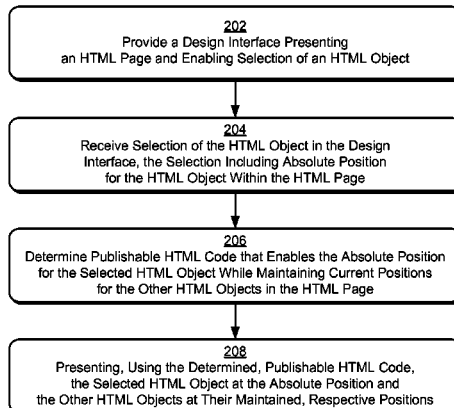 202
Provide a Design Interface Presenting
an HTML Page and Enabling Selection of an HTML Object
204
Receive Selection of the HTML Object in the Design
Interface, the Selection Including Absolute Position
for the HTML Object Within the HTML Page
206
Determine Publishable HTML Code that Enables the Absolute Position
for the Selected HTML Object While Maintaining Current Positions
for the Other HTML Objects in the HTML Page
208
Presenting, Using the Determined, Publishable HTML Code,
the Selected HTML Object at the Absolute Position and
the Other HTML Objects at Their Maintained, Respective Positions